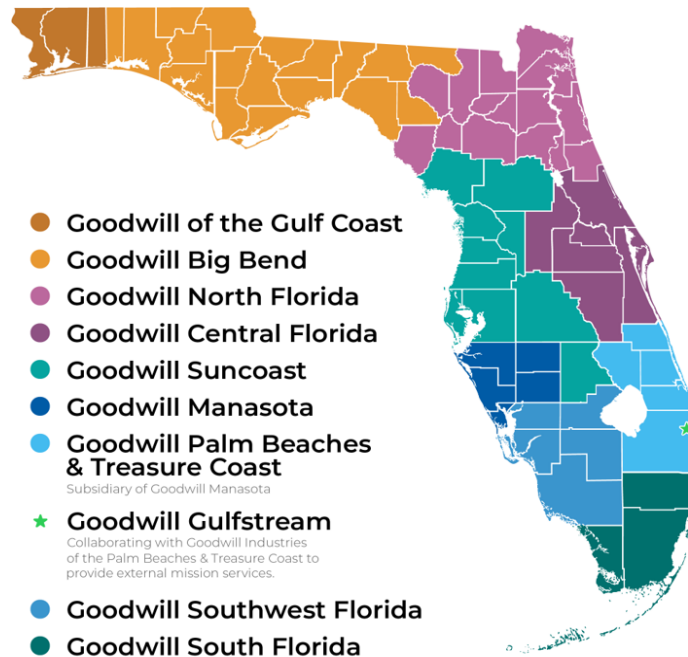 Goodwill of the Gulf Coast
Goodwill Big Bend
Goodwill North Florida
Goodwill Central Florida
Goodwill Suncoast
Goodwill Manasota
Goodwill Palm Beaches
& Treasure Coast
Subsidiary of Goodwill Manasota
Goodwill Gulfstream
Collaborating with Goodwill Industries
of the Palm Beaches & Treasure Coast to
provide external mission services.
Goodwill Southwest Florida
Goodwill South Florida